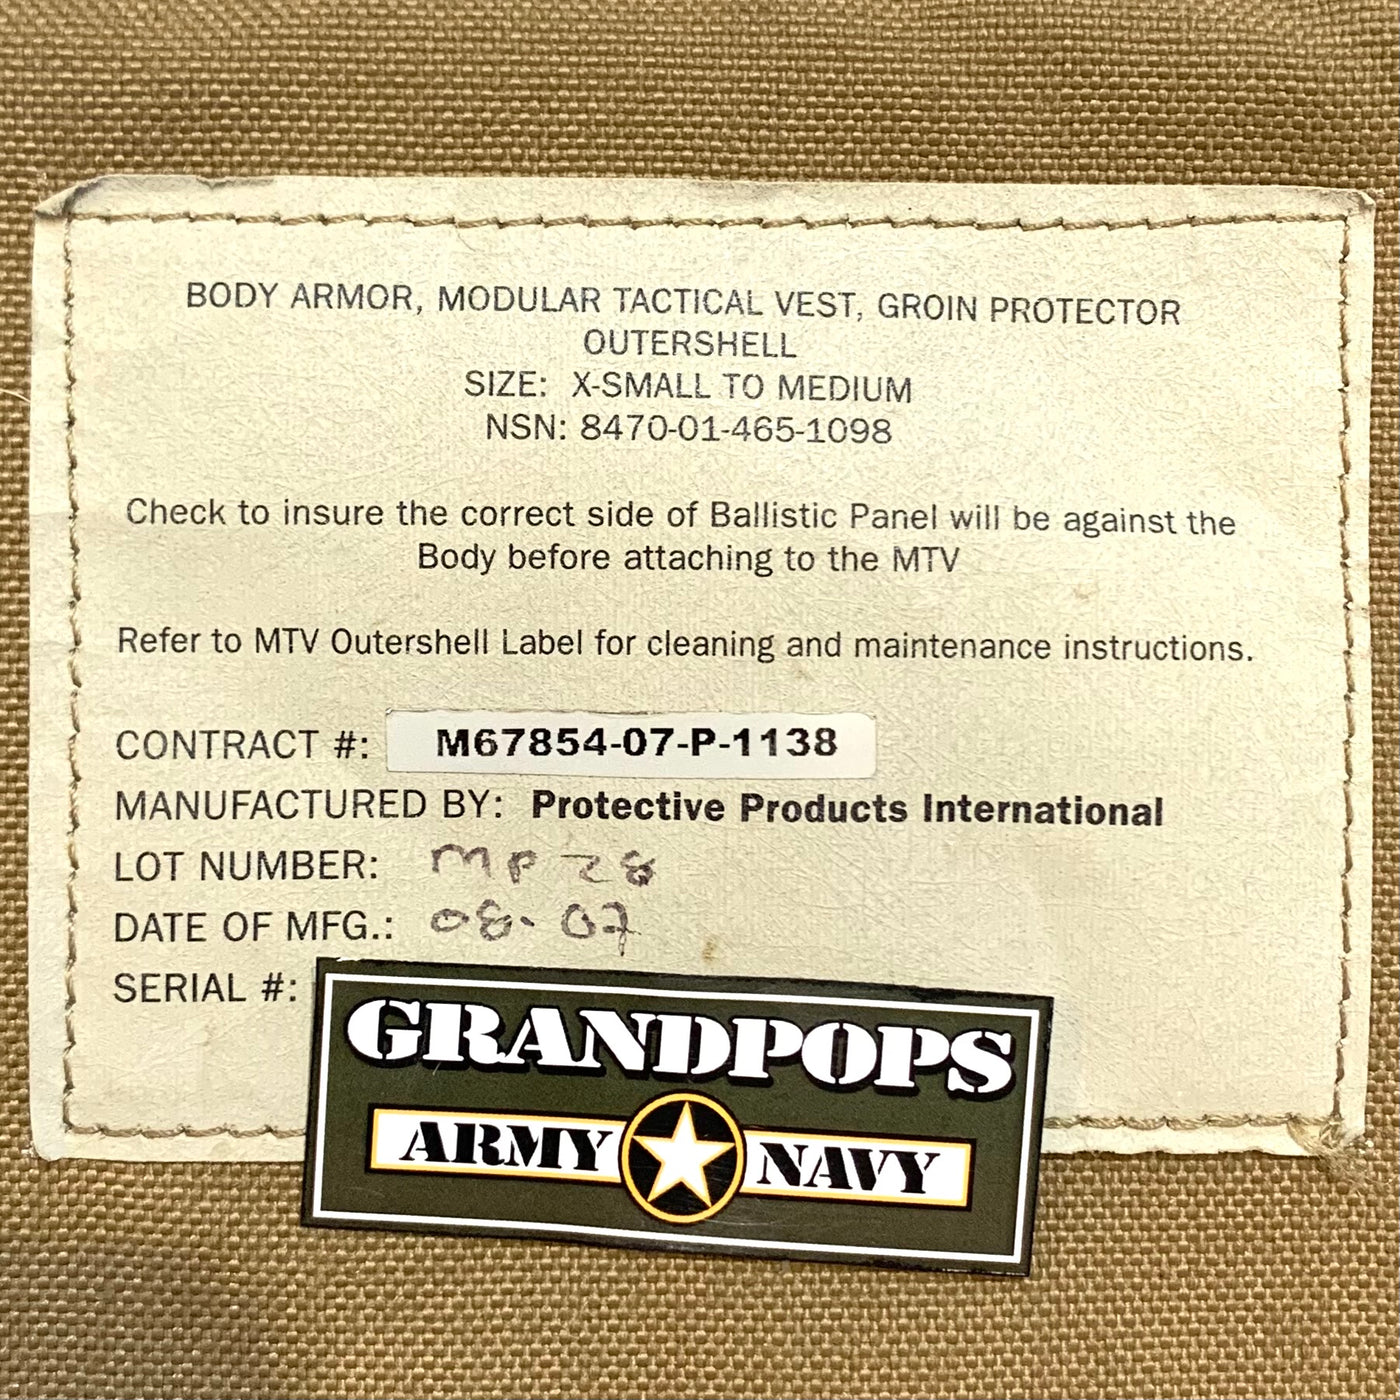 BODY ARMOR, MODULAR TACTICAL VEST, GROIN PROTECTOR
OUTERSHELL
SIZE: X-SMALL TO MEDIUM
NSN: 8470-01-465-1098
Check to insure the correct side of Ballistic Panel will be against the
Body before attaching to the MTV
Refer to MTV Outershell Label for cleaning and maintenance instructions.
CONTRACT #: M67854-07-P-1138
MANUFACTURED BY: Protective Products International
LOT NUMBER: MP 28
DATE OF MFG.: 08-07
SERIAL #:
GRANDPOPS
ARMY NAVY